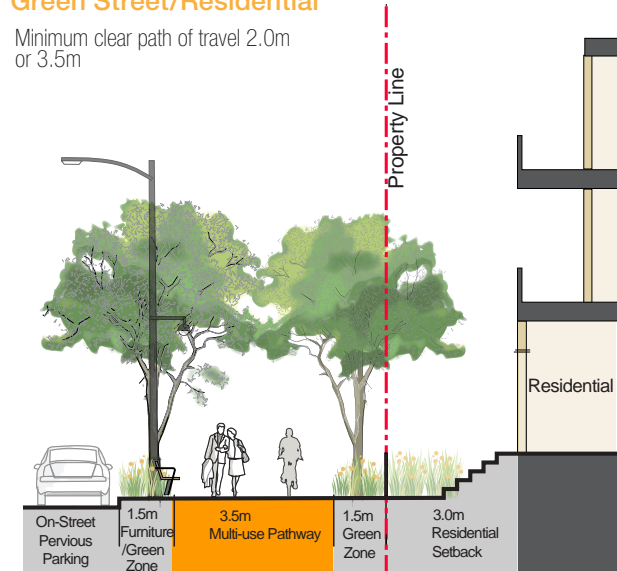 Green Street/Residential
Minimum clear path of travel 2.0m
or 3.5m
Property Line
Residential
On-Street
Pervious
Parking
1.5m
Furniture
/Green
Zone
3.5m
Multi-use Pathway
1.5m
Green
Zone
3.0m
Residential
Setback